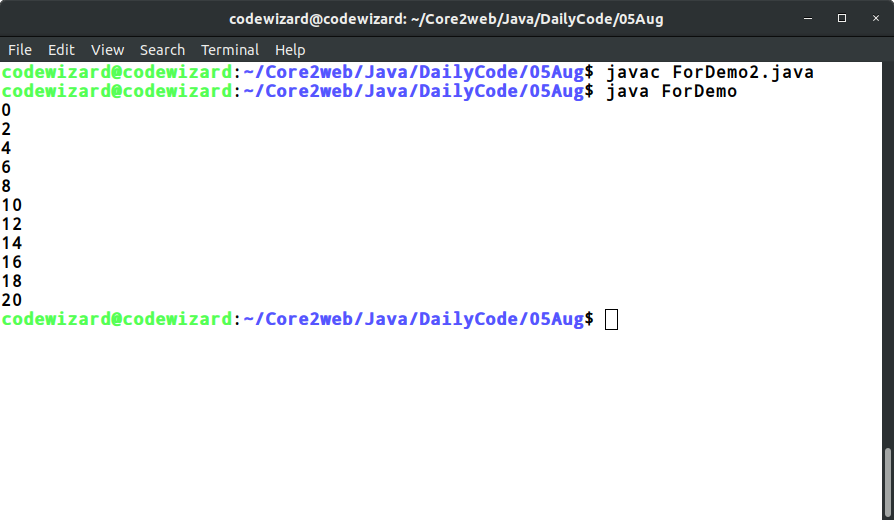 codewizard@codewizard: ~/Core2web/Java/DailyCode/05Aug
File Edit View Search Terminal Help
codewizard@codewizard:~/Core2web/Java/DailyCode/05Aug$ javac ForDemo2.java
codewizard@codewizard:~/Core2web/Java/DailyCode/05Aug$ java ForDemo
0
2
4
6
8
10
12
14
16
18
20
codewizard@codewizard:~/Core2web/Java/DailyCode/05Aug$